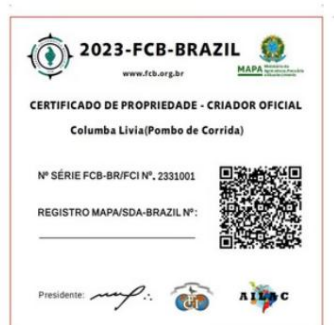 2023-FCB-BRAZIL
www.fcb.org.br
MAPA
CERTIFICADO DE PROPRIEDADE - CRIADOR OFICIAL
Columba Livia(Pombo de Corrida)
Nº SÉRIE FCB-BR/FCI Nº. 2331001
REGISTRO MAPA/SDA-BRAZIL Nº:
Presidente:
AILAC